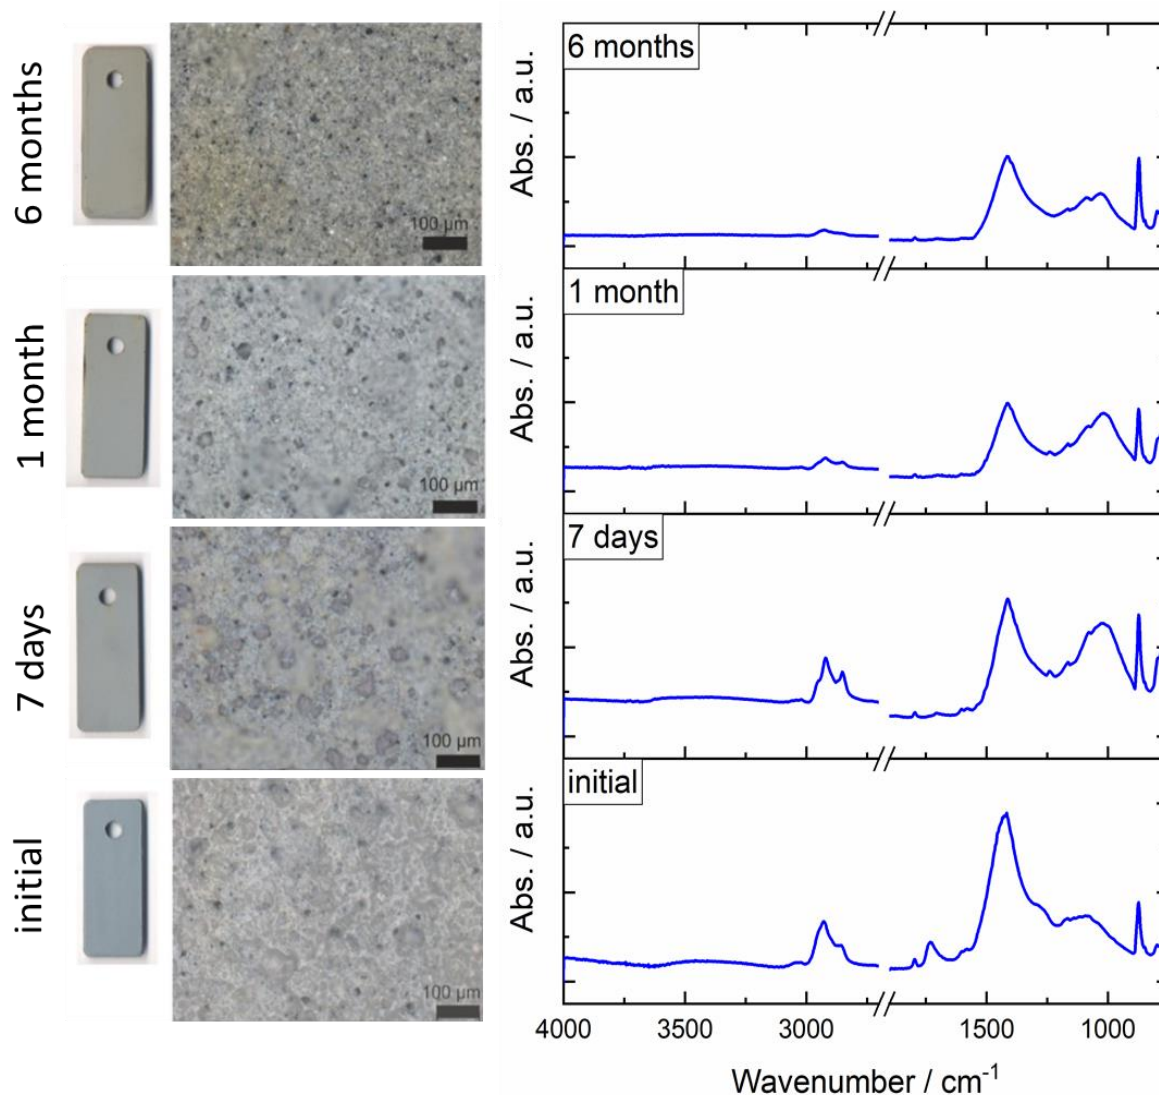 6 months
100 µm
Abs. / a.u.
6 months
1 month
100 µm
Abs. / a.u.
1 month
7 days
100 µm
Abs. / a.u.
7 days
initial
100 µm
Abs. / a.u.
initial
4000 3500 3000 1500 1000
Wavenumber / cm⁻¹